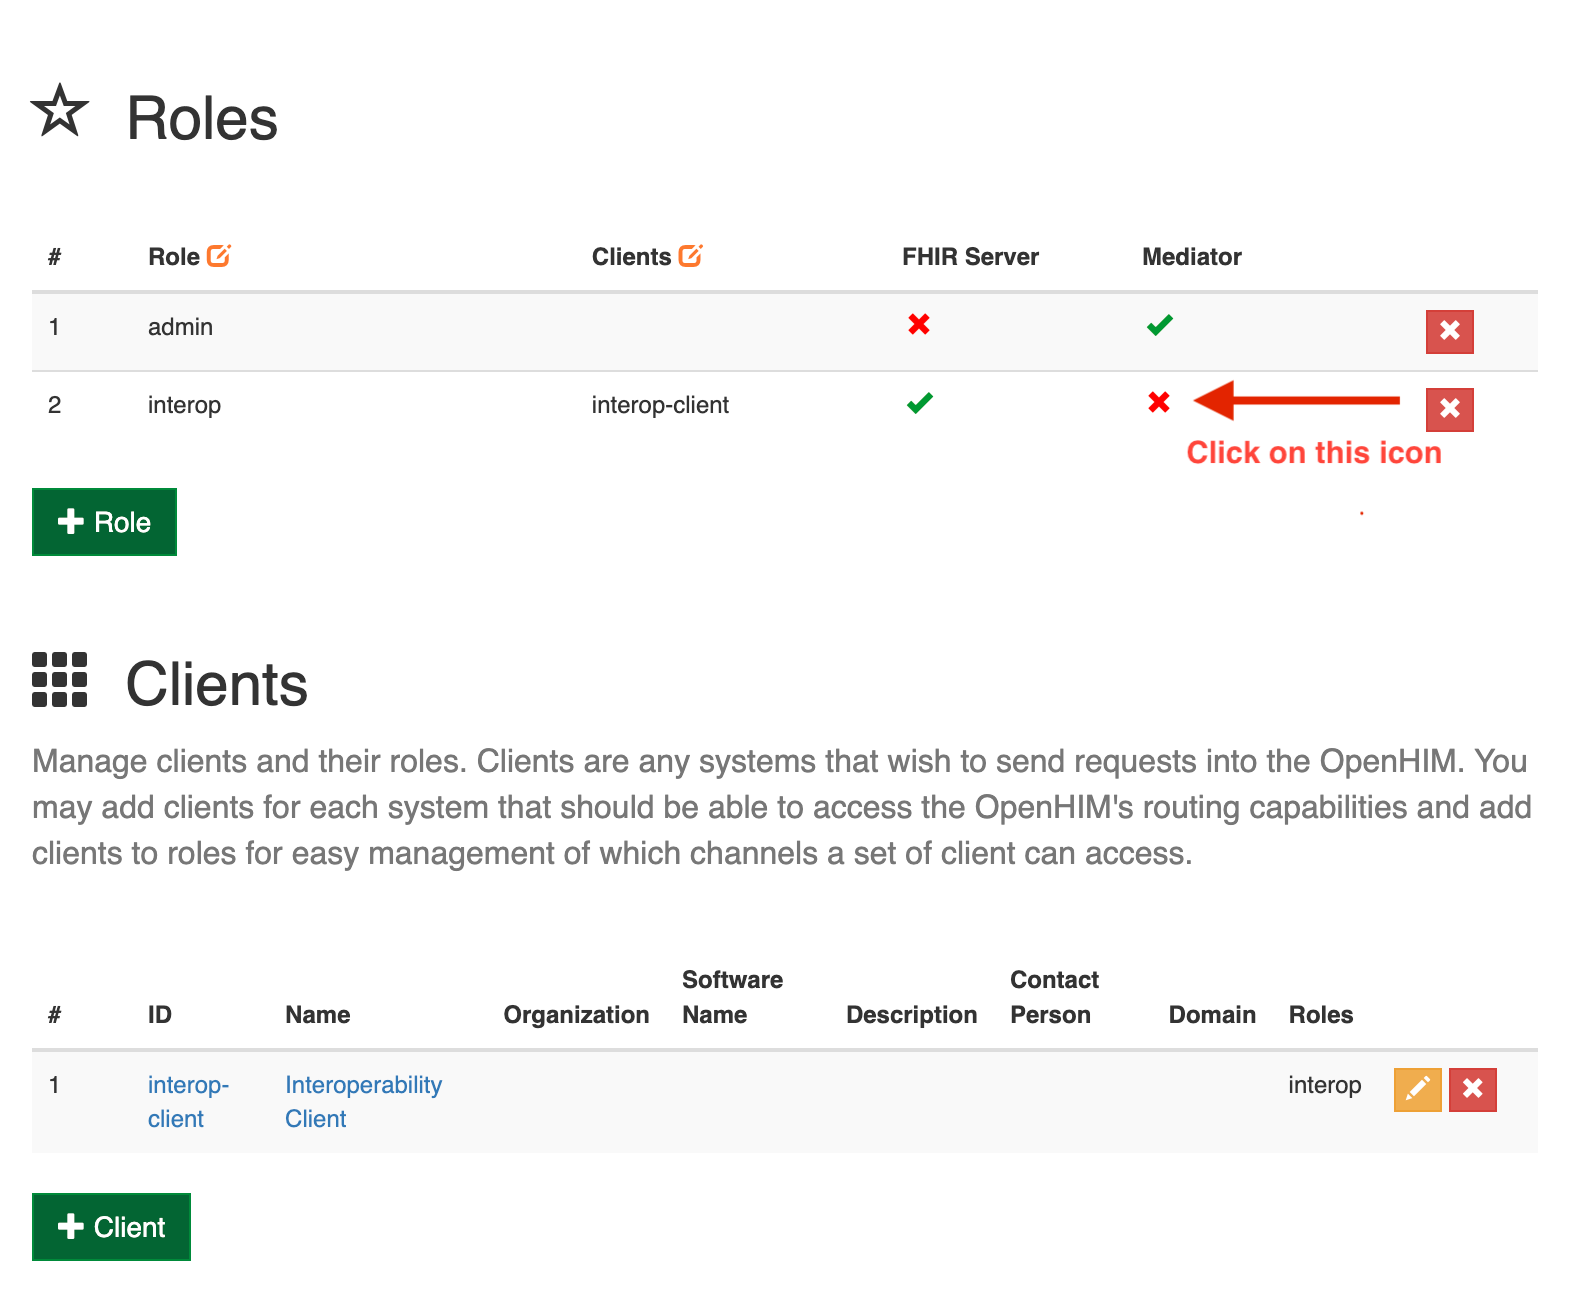 Roles
# Role Clients FHIR Server Mediator
1 admin
2 interop interop-client
Click on this icon
Role
Clients
Manage clients and their roles. Clients are any systems that wish to send requests into the OpenHIM. You
may add clients for each system that should be able to access the OpenHIM's routing capabilities and add
clients to roles for easy management of which channels a set of client can access.
# ID Name Organization Software Name Description Contact Person Domain Roles
1 interop-client Interoperability Client interop
Client